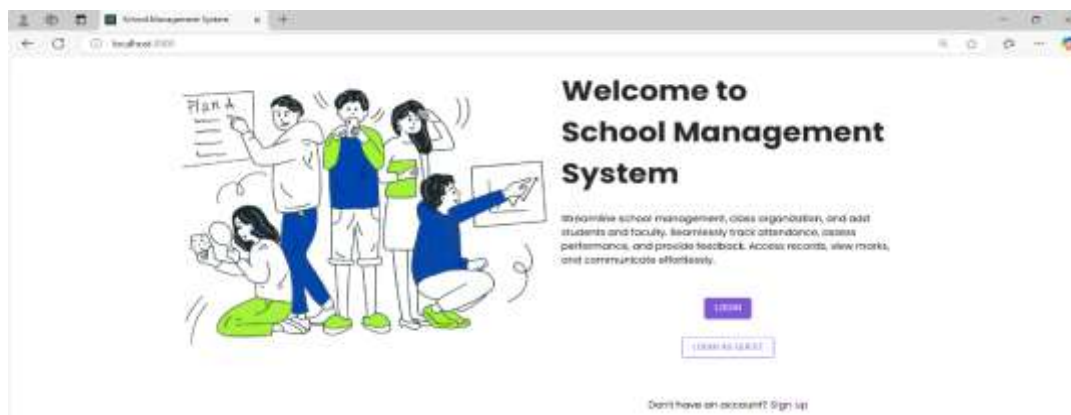 School Management System
localhost:3000
Plan A
Welcome to
School Management
System
Streamline school management, class organization, and add
students and faculty. Seamlessly track attendance, assess
performance, and provide feedback. Access records, view marks,
and communicate effortlessly.
LOGIN
LOGIN AS GUEST
Don't have an account? Sign up